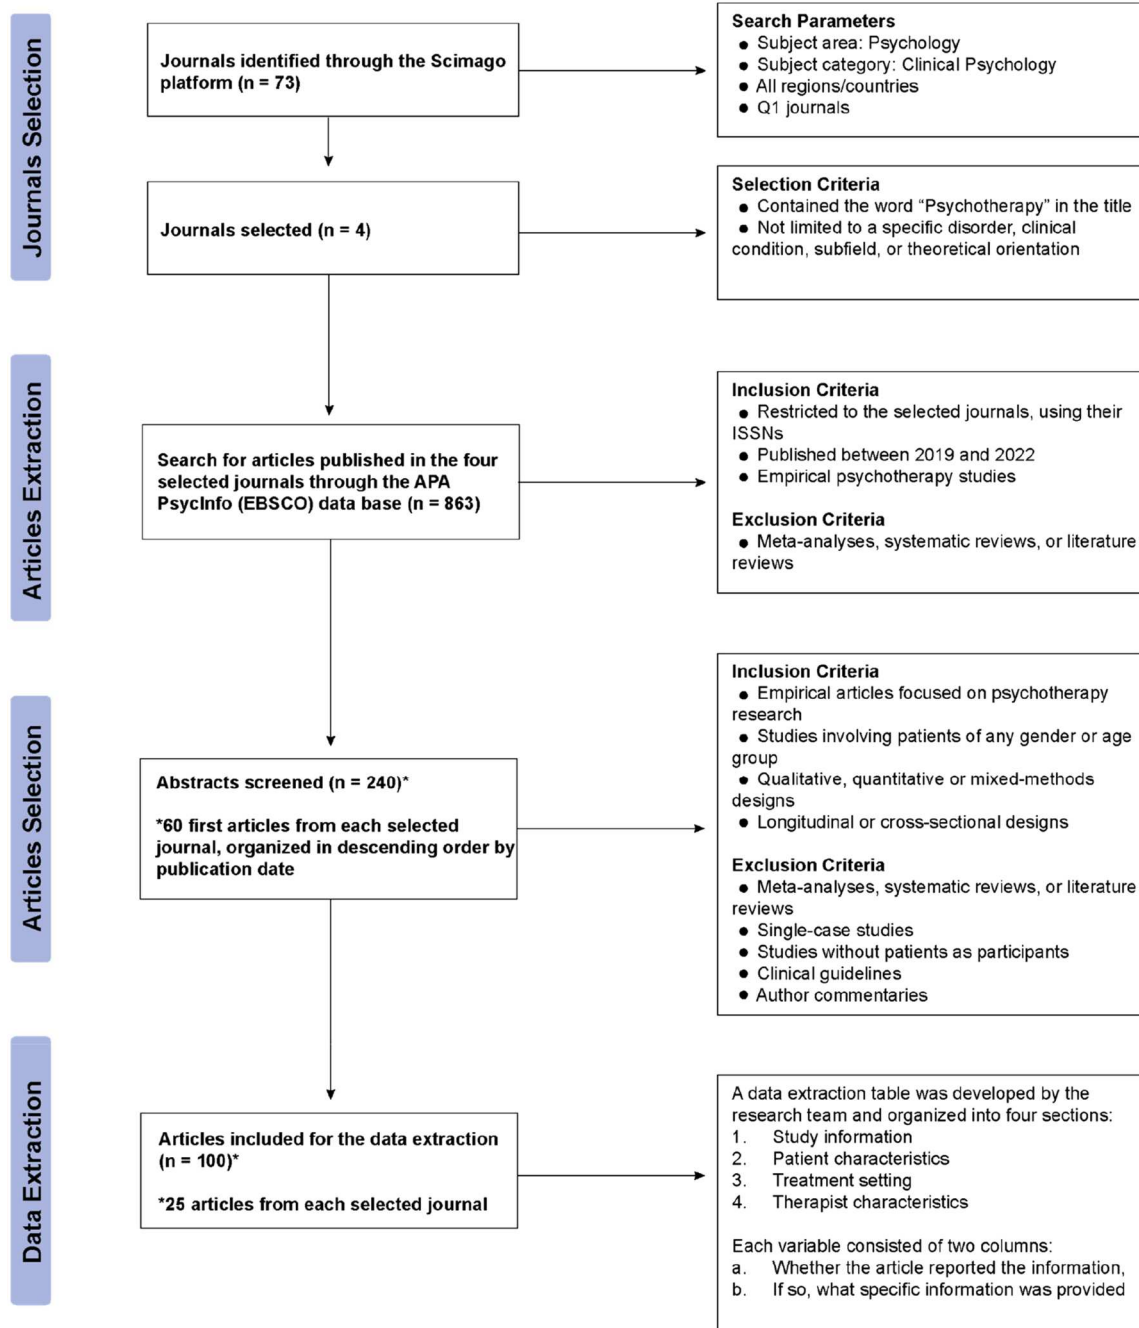 Journals Selection
Journals identified through the Scimago
platform (n = 73)
Search Parameters
● Subject area: Psychology
● Subject category: Clinical Psychology
● All regions/countries
● Q1 journals
Journals selected (n = 4)
Selection Criteria
● Contained the word “Psychotherapy” in the title
● Not limited to a specific disorder, clinical
condition, subfield, or theoretical orientation
Articles Extraction
Search for articles published in the four
selected journals through the APA
PsycInfo (EBSCO) data base (n = 863)
Inclusion Criteria
● Restricted to the selected journals, using their
ISSNs
● Published between 2019 and 2022
● Empirical psychotherapy studies
Exclusion Criteria
● Meta-analyses, systematic reviews, or literature
reviews
Articles Selection
Abstracts screened (n = 240)*
*60 first articles from each selected
journal, organized in descending order by
publication date
Inclusion Criteria
● Empirical articles focused on psychotherapy
research
● Studies involving patients of any gender or age
group
● Qualitative, quantitative or mixed-methods
designs
● Longitudinal or cross-sectional designs
Exclusion Criteria
● Meta-analyses, systematic reviews, or literature
reviews
● Single-case studies
● Studies without patients as participants
● Clinical guidelines
● Author commentaries
Data Extraction
Articles included for the data extraction
(n = 100)*
*25 articles from each selected journal
A data extraction table was developed by the
research team and organized into four sections:
1. Study information
2. Patient characteristics
3. Treatment setting
4. Therapist characteristics
Each variable consisted of two columns:
a. Whether the article reported the information,
b. If so, what specific information was provided